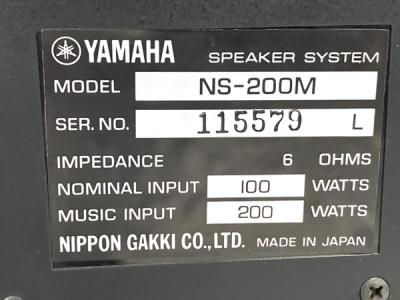 YAMAHA SPEAKER SYSTEM
MODEL NS-200M
SER. NO. 115579 L
IMPEDANCE 6 OHMS
NOMINAL INPUT 100 WATTS
MUSIC INPUT 200 WATTS
NIPPON GAKKI CO., LTD. MADE IN JAPAN